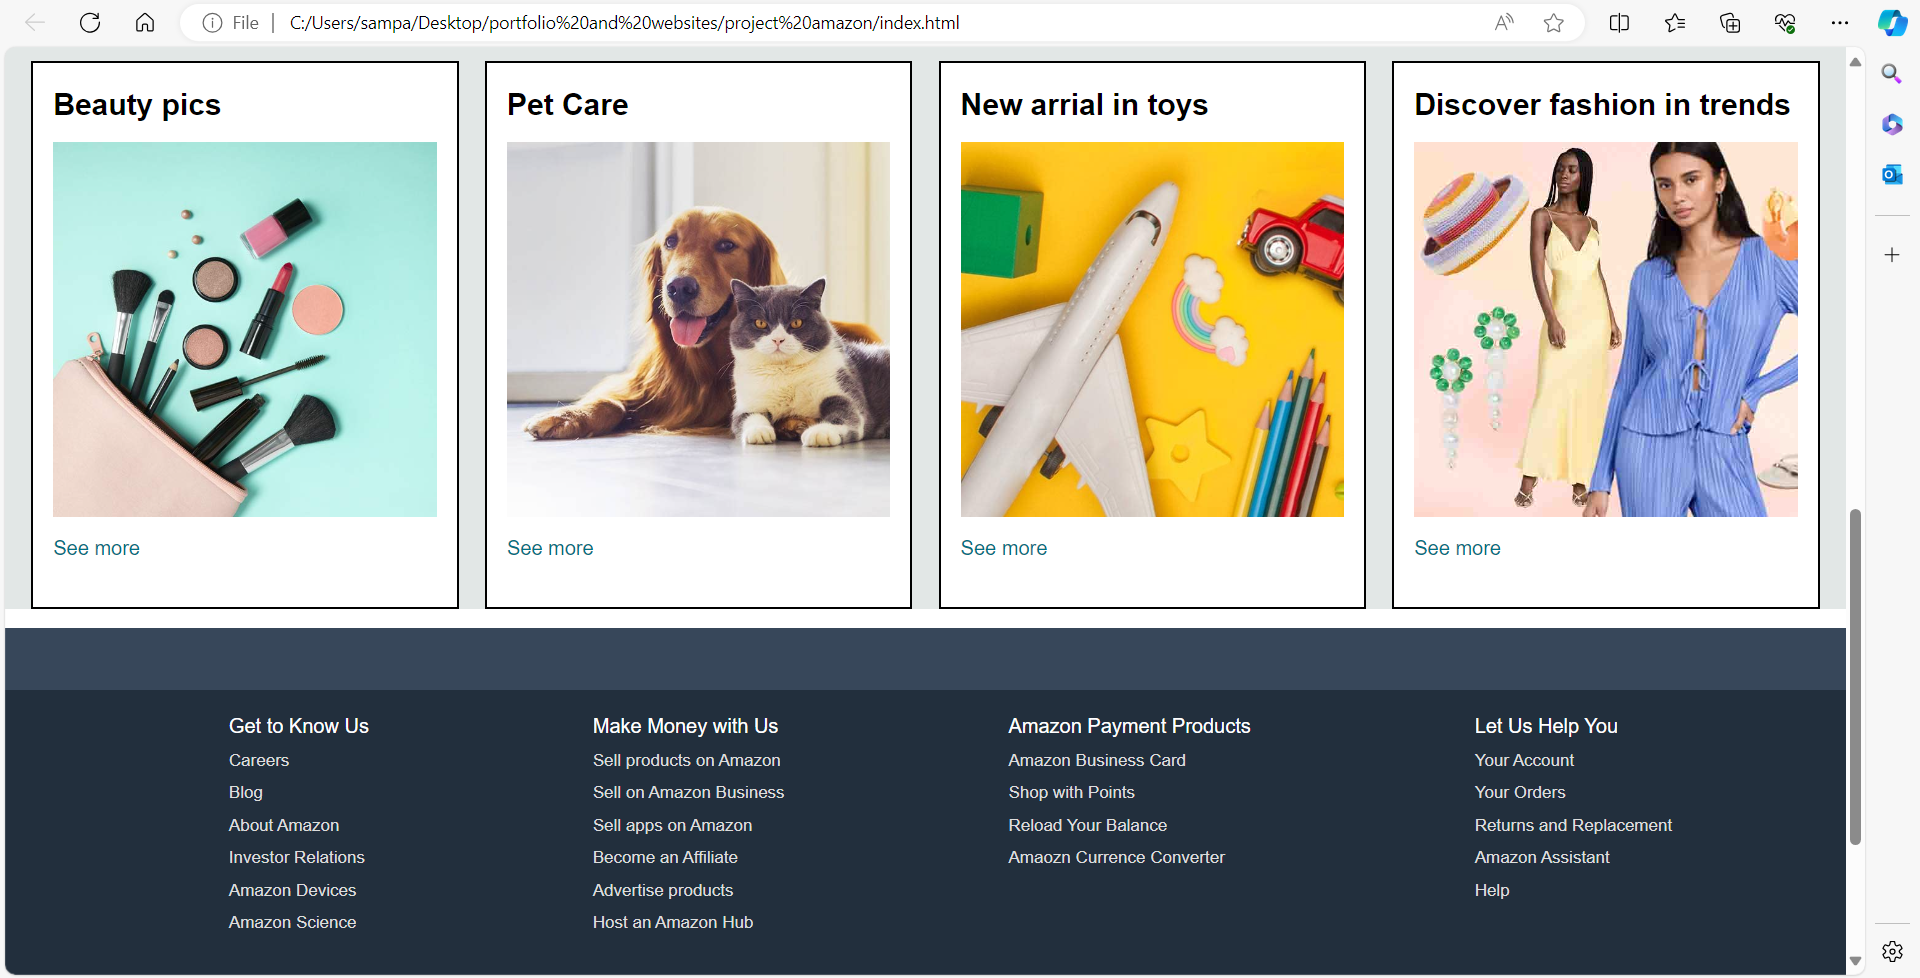 File
C:/Users/sampa/Desktop/portfolio%20and%20websites/project%20amazon/index.html
Beauty pics
Pet Care
New arrial in toys
Discover fashion in trends
See more
See more
See more
See more
Get to Know Us
Careers
Blog
About Amazon
Investor Relations
Amazon Devices
Amazon Science
Make Money with Us
Sell products on Amazon
Sell on Amazon Business
Sell apps on Amazon
Become an Affiliate
Advertise products
Host an Amazon Hub
Amazon Payment Products
Amazon Business Card
Shop with Points
Reload Your Balance
Amaozn Currence Converter
Let Us Help You
Your Account
Your Orders
Returns and Replacement
Amazon Assistant
Help